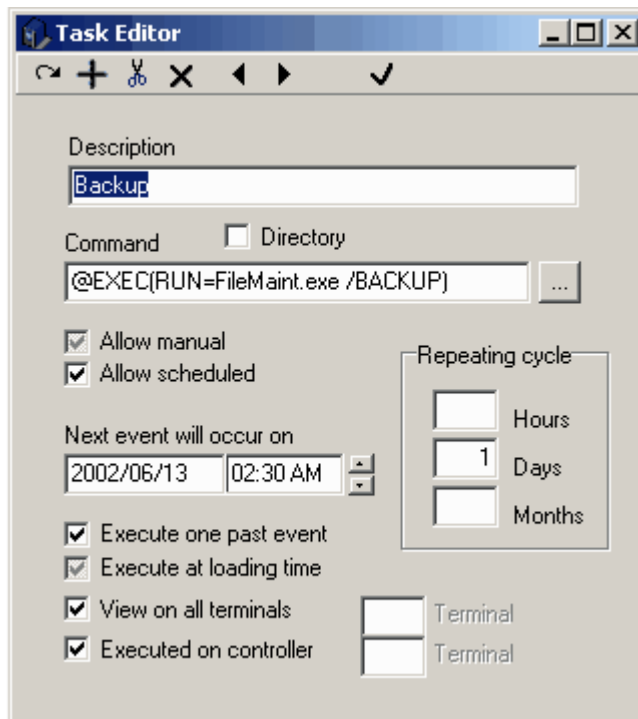 Task Editor
Description
Backup
Command Directory
@EXEC(RUN=FileMaint.exe /BACKUP) ...
Allow manual
Allow scheduled
Repeating cycle
Hours
Next event will occur on
2002/06/13 02:30 AM
1 Days
Months
Execute one past event
Execute at loading time
View on all terminals Terminal
Executed on controller Terminal